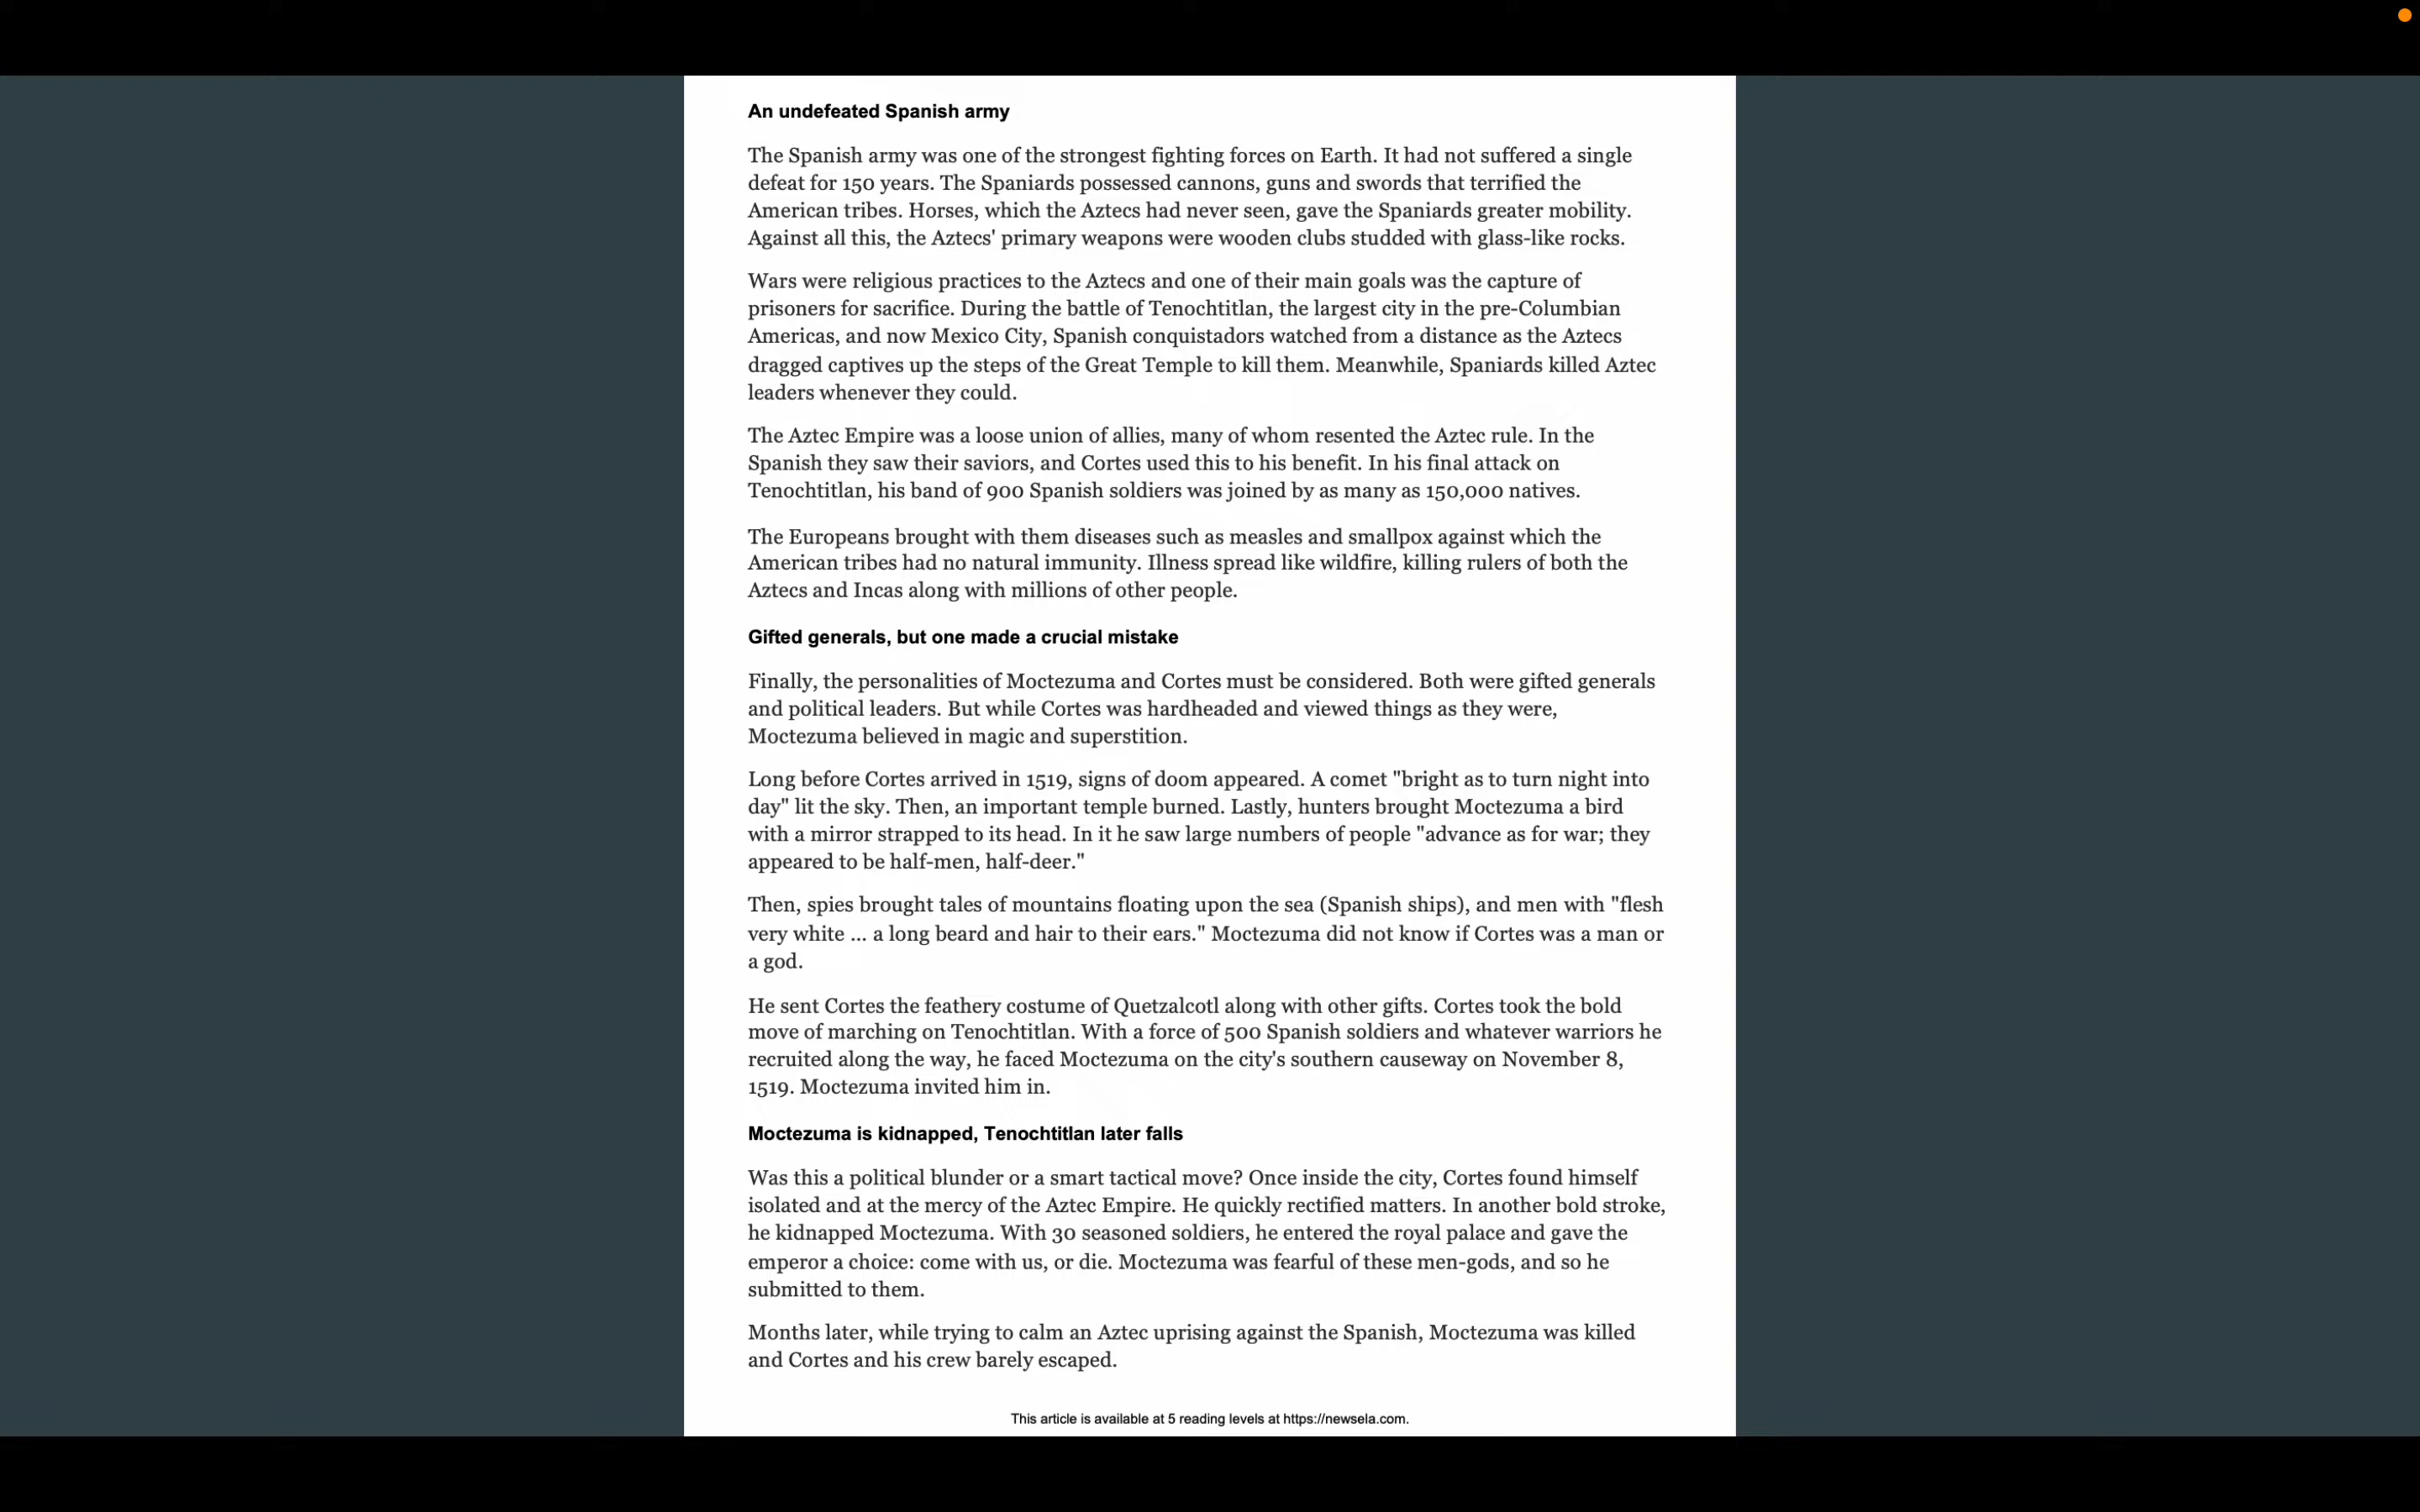 An undefeated Spanish army
The Spanish army was one of the strongest fighting forces on Earth. It had not suffered a single
defeat for 150 years. The Spaniards possessed cannons, guns and swords that terrified the
American tribes. Horses, which the Aztecs had never seen, gave the Spaniards greater mobility.
Against all this, the Aztecs' primary weapons were wooden clubs studded with glass-like rocks.
Wars were religious practices to the Aztecs and one of their main goals was the capture of
prisoners for sacrifice. During the battle of Tenochtitlan, the largest city in the pre-Columbian
Americas, and now Mexico City, Spanish conquistadors watched from a distance as the Aztecs
dragged captives up the steps of the Great Temple to kill them. Meanwhile, Spaniards killed Aztec
leaders whenever they could.
The Aztec Empire was a loose union of allies, many of whom resented the Aztec rule. In the
Spanish they saw their saviors, and Cortes used this to his benefit. In his final attack on
Tenochtitlan, his band of 900 Spanish soldiers was joined by as many as 150,000 natives.
The Europeans brought with them diseases such as measles and smallpox against which the
American tribes had no natural immunity. Illness spread like wildfire, killing rulers of both the
Aztecs and Incas along with millions of other people.
Gifted generals, but one made a crucial mistake
Finally, the personalities of Moctezuma and Cortes must be considered. Both were gifted generals
and political leaders. But while Cortes was hardheaded and viewed things as they were,
Moctezuma believed in magic and superstition.
Long before Cortes arrived in 1519, signs of doom appeared. A comet "bright as to turn night into
day" lit the sky. Then, an important temple burned. Lastly, hunters brought Moctezuma a bird
with a mirror strapped to its head. In it he saw large numbers of people "advance as for war; they
appeared to be half-men, half-deer."
Then, spies brought tales of mountains floating upon the sea (Spanish ships), and men with "flesh
very white ... a long beard and hair to their ears." Moctezuma did not know if Cortes was a man or
a god.
He sent Cortes the feathery costume of Quetzalcotl along with other gifts. Cortes took the bold
move of marching on Tenochtitlan. With a force of 500 Spanish soldiers and whatever warriors he
recruited along the way, he faced Moctezuma on the city's southern causeway on November 8,
1519. Moctezuma invited him in.
Moctezuma is kidnapped, Tenochtitlan later falls
Was this a political blunder or a smart tactical move? Once inside the city, Cortes found himself
isolated and at the mercy of the Aztec Empire. He quickly rectified matters. In another bold stroke,
he kidnapped Moctezuma. With 30 seasoned soldiers, he entered the royal palace and gave the
emperor a choice: come with us, or die. Moctezuma was fearful of these men-gods, and so he
submitted to them.
Months later, while trying to calm an Aztec uprising against the Spanish, Moctezuma was killed
and Cortes and his crew barely escaped.
This article is available at 5 reading levels at https://newsela.com.